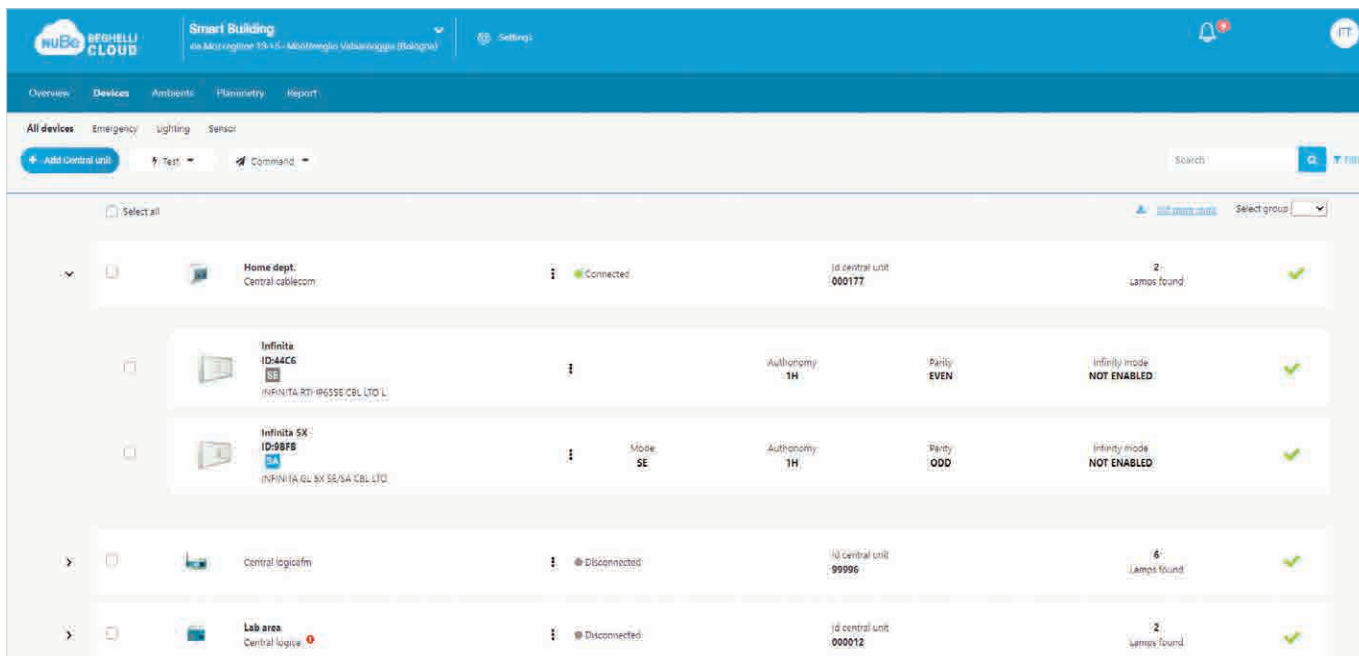 nuBe BEGHELLI CLOUD
Smart Building
Settings
Overview Devices Ambients Planimetry Report
All devices Emergency Lighting Sensor
+ Add Control unit Test Command Search
Select all Select group
Home dept. Connected Id central unit 2
Central cablecom 000177 Lamps found
Infinita
ID:44C6 Authonomy Parity Infinity mode
SE 1H EVEN NOT ENABLED
INFINITA RTI IP65SE CBL LTO L
Infinita SX
ID:9BF8 Mode Authonomy Parity Infinity mode
SA SE 1H ODD NOT ENABLED
INFINITA GL SX SE/SA CBL LTO
Central logicafm Disconnected Id central unit 6
99996 Lamps found
Lab area Disconnected Id central unit 2
Central logica 000012 Lamps found